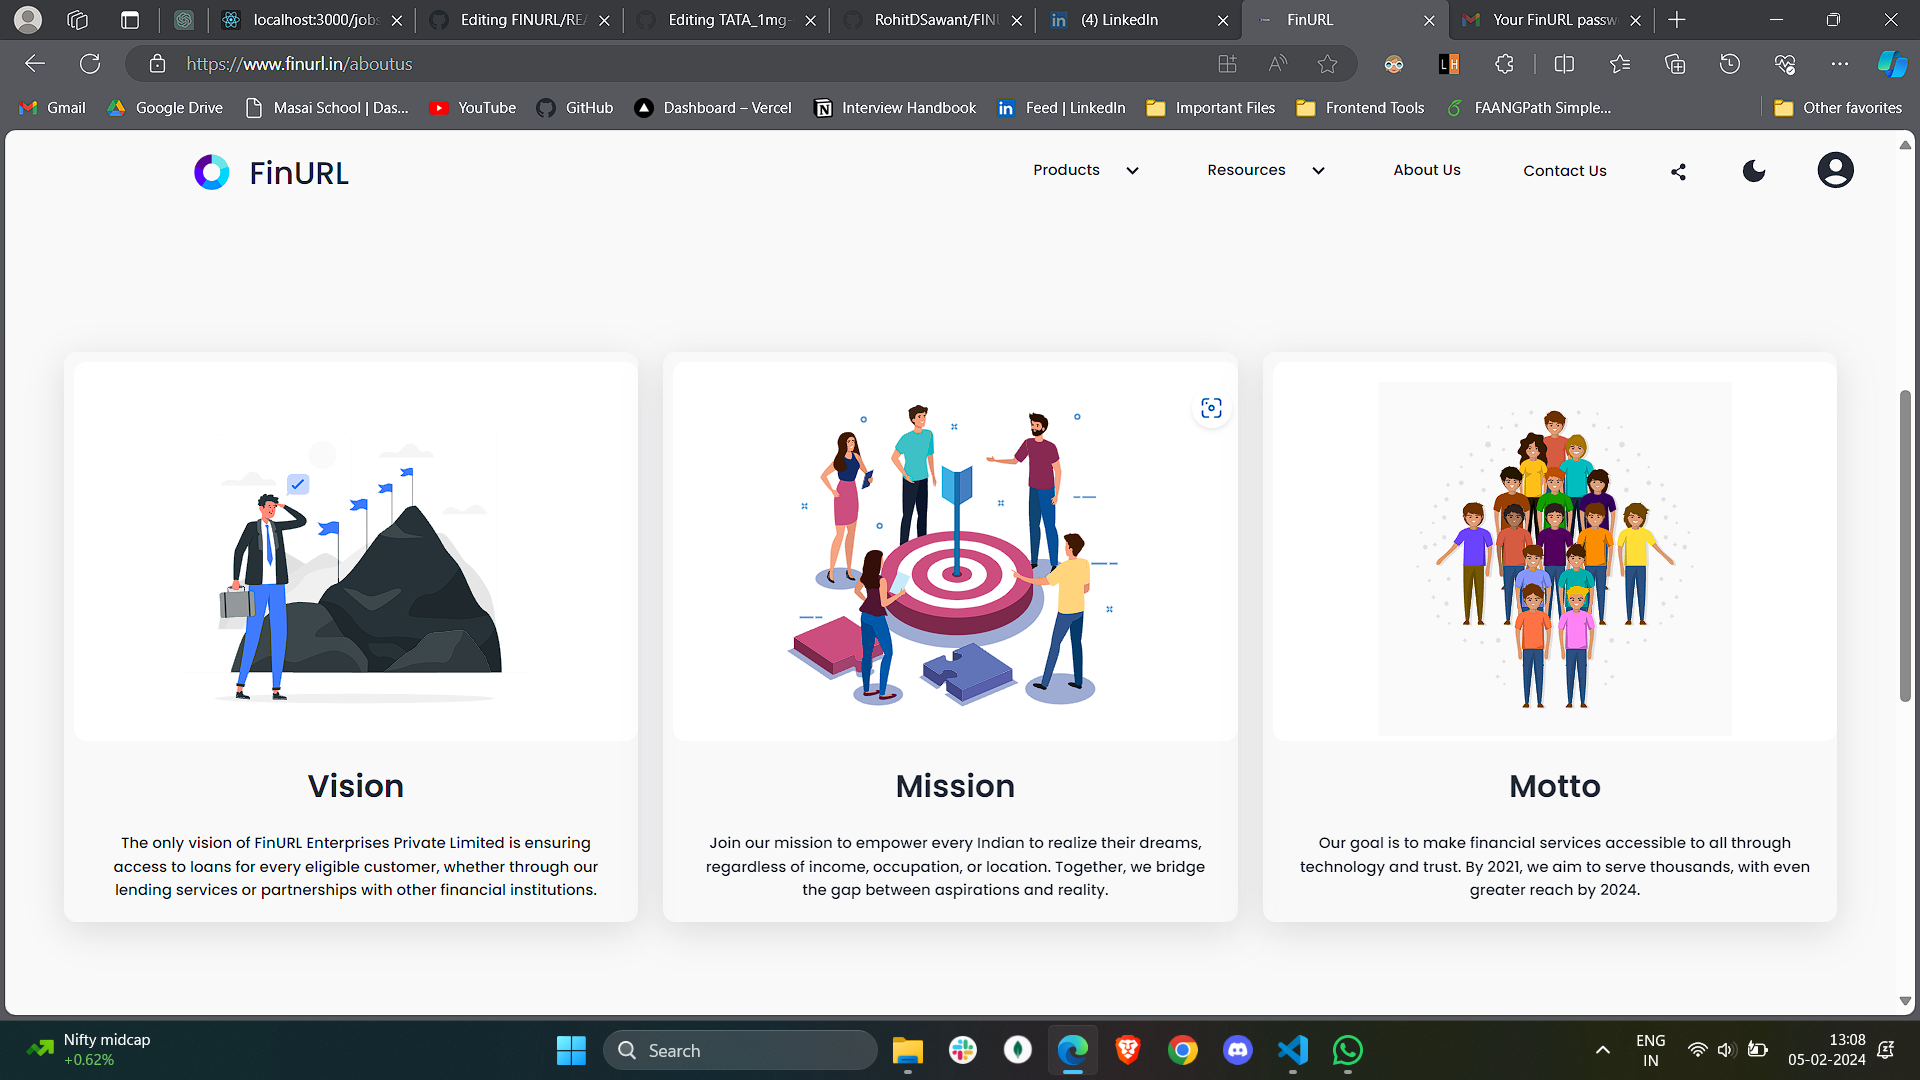 localhost:3000/jobs
Editing FINURL/REA
Editing TATA_1mg-
RohitDSawant/FINU
(4) LinkedIn
FinURL
Your FinURL passw
https://www.finurl.in/aboutus
Gmail
Google Drive
Masai School | Das...
YouTube
GitHub
Dashboard – Vercel
Interview Handbook
Feed | LinkedIn
Important Files
Frontend Tools
FAANGPath Simple...
Other favorites
FinURL
Products
Resources
About Us
Contact Us
Vision
The only vision of FinURL Enterprises Private Limited is ensuring
access to loans for every eligible customer, whether through our
lending services or partnerships with other financial institutions.
Mission
Join our mission to empower every Indian to realize their dreams,
regardless of income, occupation, or location. Together, we bridge
the gap between aspirations and reality.
Motto
Our goal is to make financial services accessible to all through
technology and trust. By 2021, we aim to serve thousands, with even
greater reach by 2024.
Nifty midcap
+0.62%
Search
ENG
IN
13:08
05-02-2024